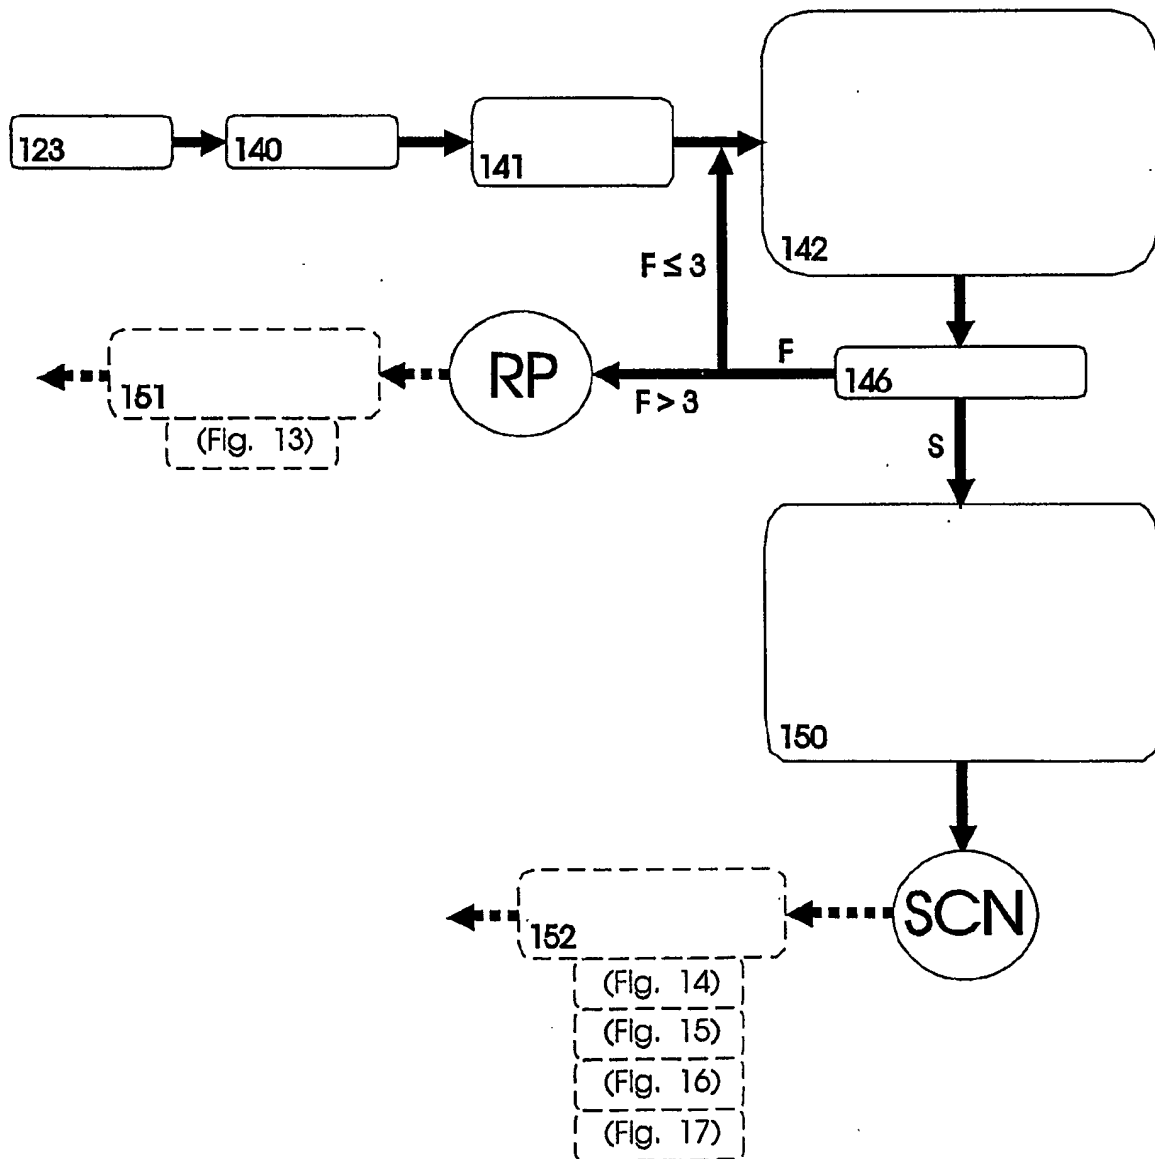 123
140
141
142
F ≤ 3
F
146
RP
F > 3
151
(Fig. 13)
S
150
SCN
152
(Fig. 14)
(Fig. 15)
(Fig. 16)
(Fig. 17)